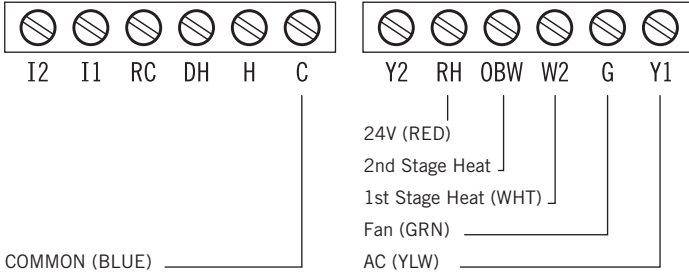 I2 I1 RC DH H C
Y2 RH OBW W2 G Y1
24V (RED)
2nd Stage Heat
1st Stage Heat (WHT)
Fan (GRN)
COMMON (BLUE)
AC (YLW)